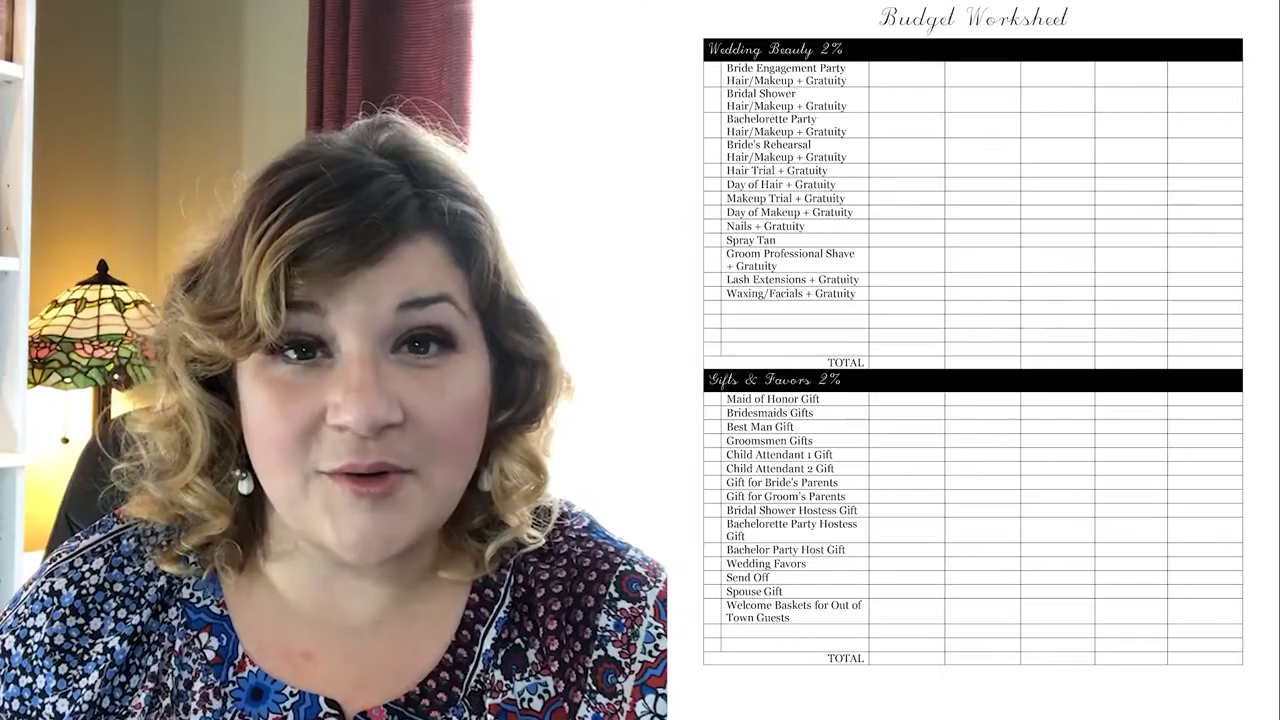 Budget Worksheet
Wedding Beauty 2%
Bride Engagement Party
Hair/Makeup + Gratuity
Bridal Shower
Hair/Makeup + Gratuity
Bachelorette Party
Hair/Makeup + Gratuity
Bride's Rehearsal
Hair/Makeup + Gratuity
Hair Trial + Gratuity
Day of Hair + Gratuity
Makeup Trial + Gratuity
Day of Makeup + Gratuity
Nails + Gratuity
Spray Tan
Groom Professional Shave
+ Gratuity
Lash Extensions + Gratuity
Waxing/Facials + Gratuity
TOTAL
Gifts & Favors 2%
Maid of Honor Gift
Bridesmaids Gifts
Best Man Gift
Groomsmen Gifts
Child Attendant 1 Gift
Child Attendant 2 Gift
Gift for Bride's Parents
Gift for Groom's Parents
Bridal Shower Hostess Gift
Bachelorette Party Hostess
Gift
Bachelor Party Host Gift
Wedding Favors
Send Off
Spouse Gift
Welcome Baskets for Out of
Town Guests
TOTAL